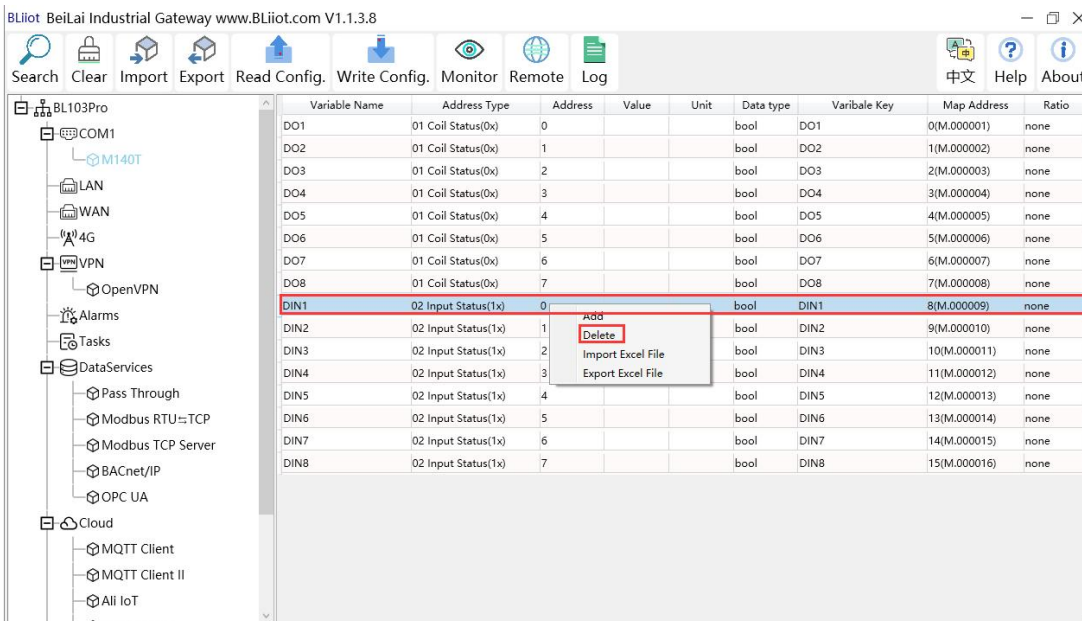 BLiiot BeiLai Industrial Gateway www.BLiiot.com V1.1.3.8
Search Clear Import Export Read Config. Write Config. Monitor Remote Log 中文 Help About
BL103Pro
COM1
M140T
LAN
WAN
4G
VPN
VPN
OpenVPN
Alarms
Tasks
DataServices
Pass Through
Modbus RTU⇆TCP
Modbus TCP Server
BACnet/IP
OPC UA
Cloud
MQTT Client
MQTT Client II
Ali IoT
Variable Name Address Type Address Value Unit Data type Varibale Key Map Address Ratio
DO1 01 Coil Status(0x) 0 bool DO1 0(M.000001) none
DO2 01 Coil Status(0x) 1 bool DO2 1(M.000002) none
DO3 01 Coil Status(0x) 2 bool DO3 2(M.000003) none
DO4 01 Coil Status(0x) 3 bool DO4 3(M.000004) none
DO5 01 Coil Status(0x) 4 bool DO5 4(M.000005) none
DO6 01 Coil Status(0x) 5 bool DO6 5(M.000006) none
DO7 01 Coil Status(0x) 6 bool DO7 6(M.000007) none
DO8 01 Coil Status(0x) 7 bool DO8 7(M.000008) none
DIN1 02 Input Status(1x) 0 bool DIN1 8(M.000009) none
DIN2 02 Input Status(1x) 1 bool DIN2 9(M.000010) none
DIN3 02 Input Status(1x) 2 bool DIN3 10(M.000011) none
DIN4 02 Input Status(1x) 3 bool DIN4 11(M.000012) none
DIN5 02 Input Status(1x) 4 bool DIN5 12(M.000013) none
DIN6 02 Input Status(1x) 5 bool DIN6 13(M.000014) none
DIN7 02 Input Status(1x) 6 bool DIN7 14(M.000015) none
DIN8 02 Input Status(1x) 7 bool DIN8 15(M.000016) none
Add
Delete
Import Excel File
Export Excel File